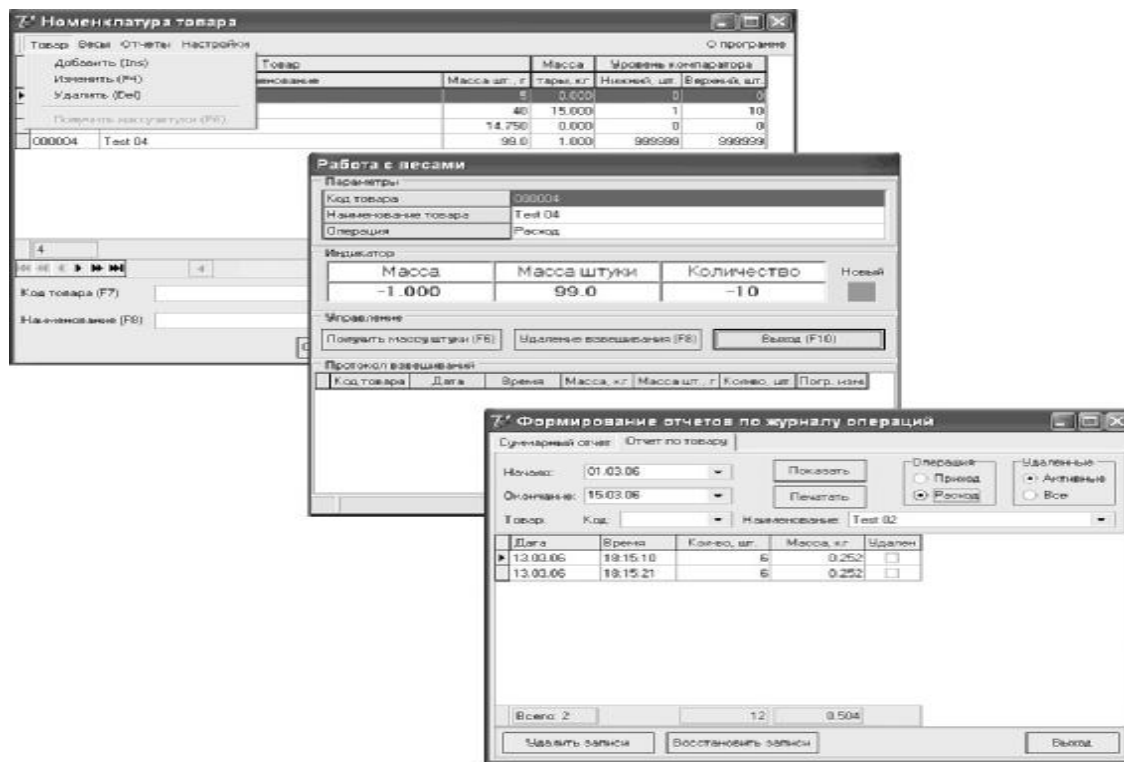 Номенклатура товара
Товар Весы Отчеты Настройки О программе
Добавить (Ins)
Изменить (F4)
Удалить (Del)
Получить массу штуки (F6)
Товар Масса Уровень компаратора
Масса шт., г тары, кг Нижний, шт. Верхний, шт.
5 0.000 0 0
40 15.000 1 10
14.750 0.000 0 0
000004 Test 04 99.0 1.000 999999 999999
4
Код товара (F7)
Наименование (F8)
Работа с весами
Параметры
Код товара 000004
Наименование товара Test 04
Операция Расход
Индикатор
Масса Масса штуки Количество Новый
-1.000 99.0 -10
Управление
Получить массу штуки (F6) Удаление взвешивания (F8) Выход (F10)
Протокол взвешиваний
Код товара Дата Время Масса, кг Масса шт., г Кол-во, шт Погр. изм
Формирование отчетов по журналу операций
Суммарный отчет Отчет по товару
Начало: 01.03.06 Показать Операция Приход Расход Удаленные Активные Все
Окончание: 15.03.06 Печатать
Товар: Код: Наименование: Test 02
Дата Время Кол-во, шт. Масса, кг Удален
13.03.06 18:15:10 6 0.252
13.03.06 18:15:21 6 0.252
Всего: 2 12 0.504
Удалить записи Восстановить записи Выход